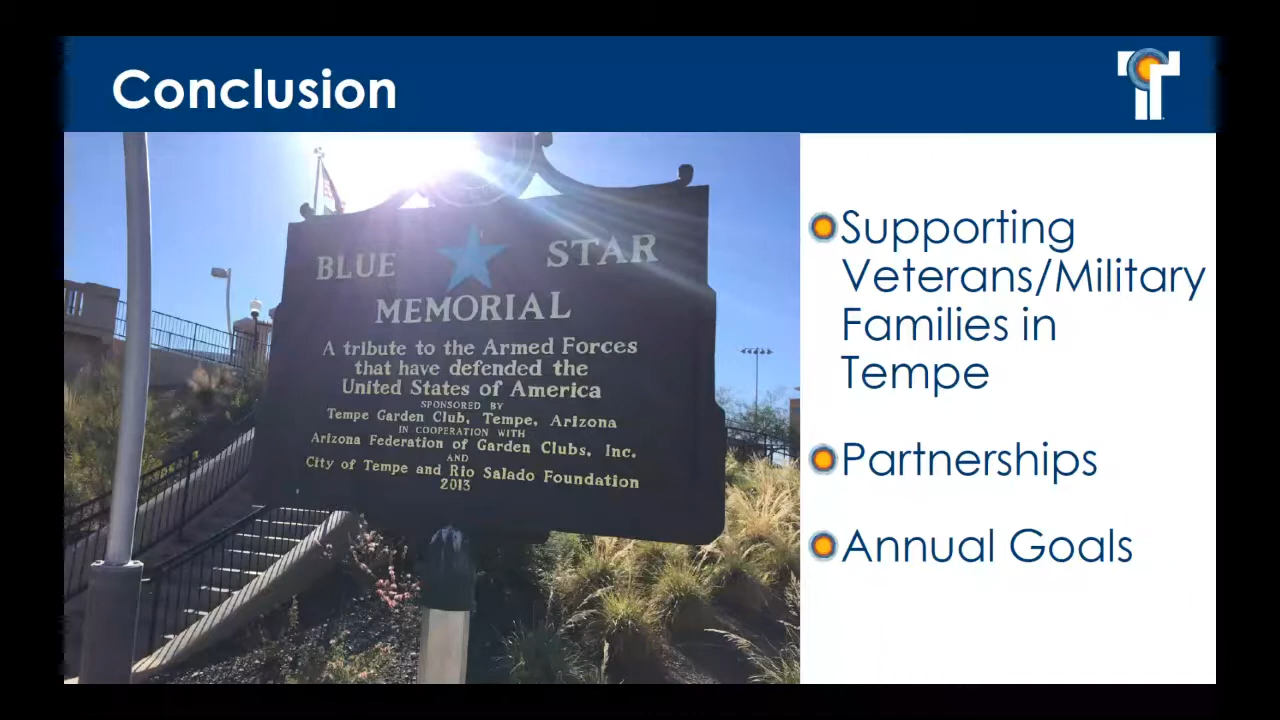 Conclusion
BLUE STAR
MEMORIAL
A tribute to the Armed Forces
that have defended the
United States of America
SPONSORED BY
Tempe Garden Club, Tempe, Arizona
IN COOPERATION WITH
Arizona Federation of Garden Clubs, Inc.
AND
City of Tempe and Rio Salado Foundation
2013
Supporting
Veterans/Military
Families in
Tempe
Partnerships
Annual Goals